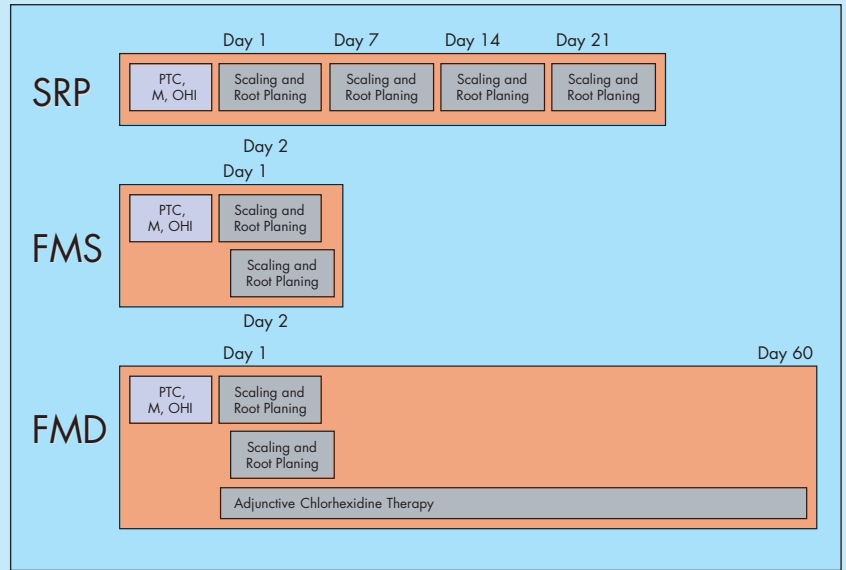 Day 1 Day 7 Day 14 Day 21
SRP
PTC,
M, OHI
Scaling and
Root Planing
Scaling and
Root Planing
Scaling and
Root Planing
Scaling and
Root Planing
Day 2
Day 1
FMS
PTC,
M, OHI
Scaling and
Root Planing
Scaling and
Root Planing
Day 2
Day 1 Day 60
FMD
PTC,
M, OHI
Scaling and
Root Planing
Scaling and
Root Planing
Adjunctive Chlorhexidine Therapy